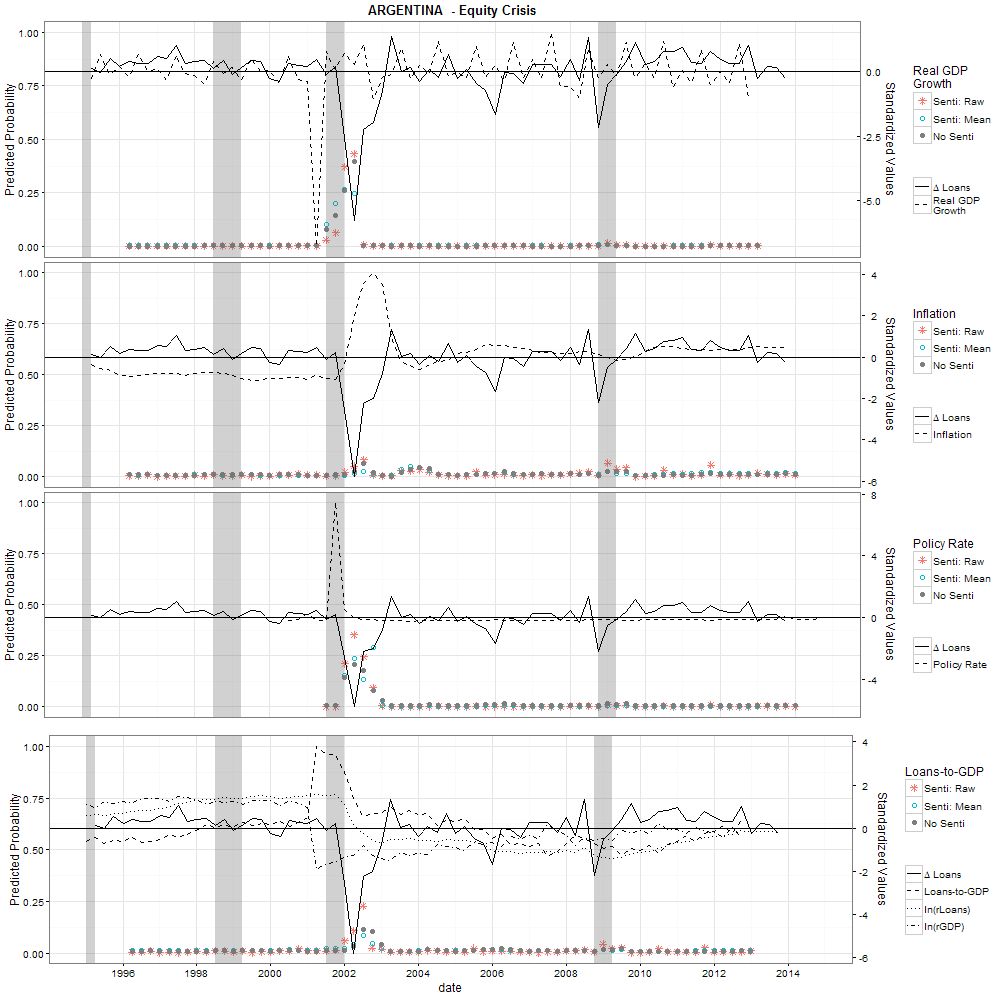 ARGENTINA - Equity Crisis
Predicted Probability
1.00
0.75
0.50
0.25
0.00
0.0
-2.5
-5.0
Standardized Values
Real GDP
Growth
Senti: Raw
Senti: Mean
No Senti
Δ Loans
Real GDP
Growth
Predicted Probability
1.00
0.75
0.50
0.25
0.00
4
2
0
-2
-4
-6
Standardized Values
Inflation
Senti: Raw
Senti: Mean
No Senti
Δ Loans
Inflation
Predicted Probability
1.00
0.75
0.50
0.25
0.00
8
4
0
-4
Standardized Values
Policy Rate
Senti: Raw
Senti: Mean
No Senti
Δ Loans
Policy Rate
Predicted Probability
1.00
0.75
0.50
0.25
0.00
4
2
0
-2
-4
-6
Standardized Values
Loans-to-GDP
Senti: Raw
Senti: Mean
No Senti
Δ Loans
Loans-to-GDP
ln(rLoans)
ln(rGDP)
1996 1998 2000 2002 2004 2006 2008 2010 2012 2014
date